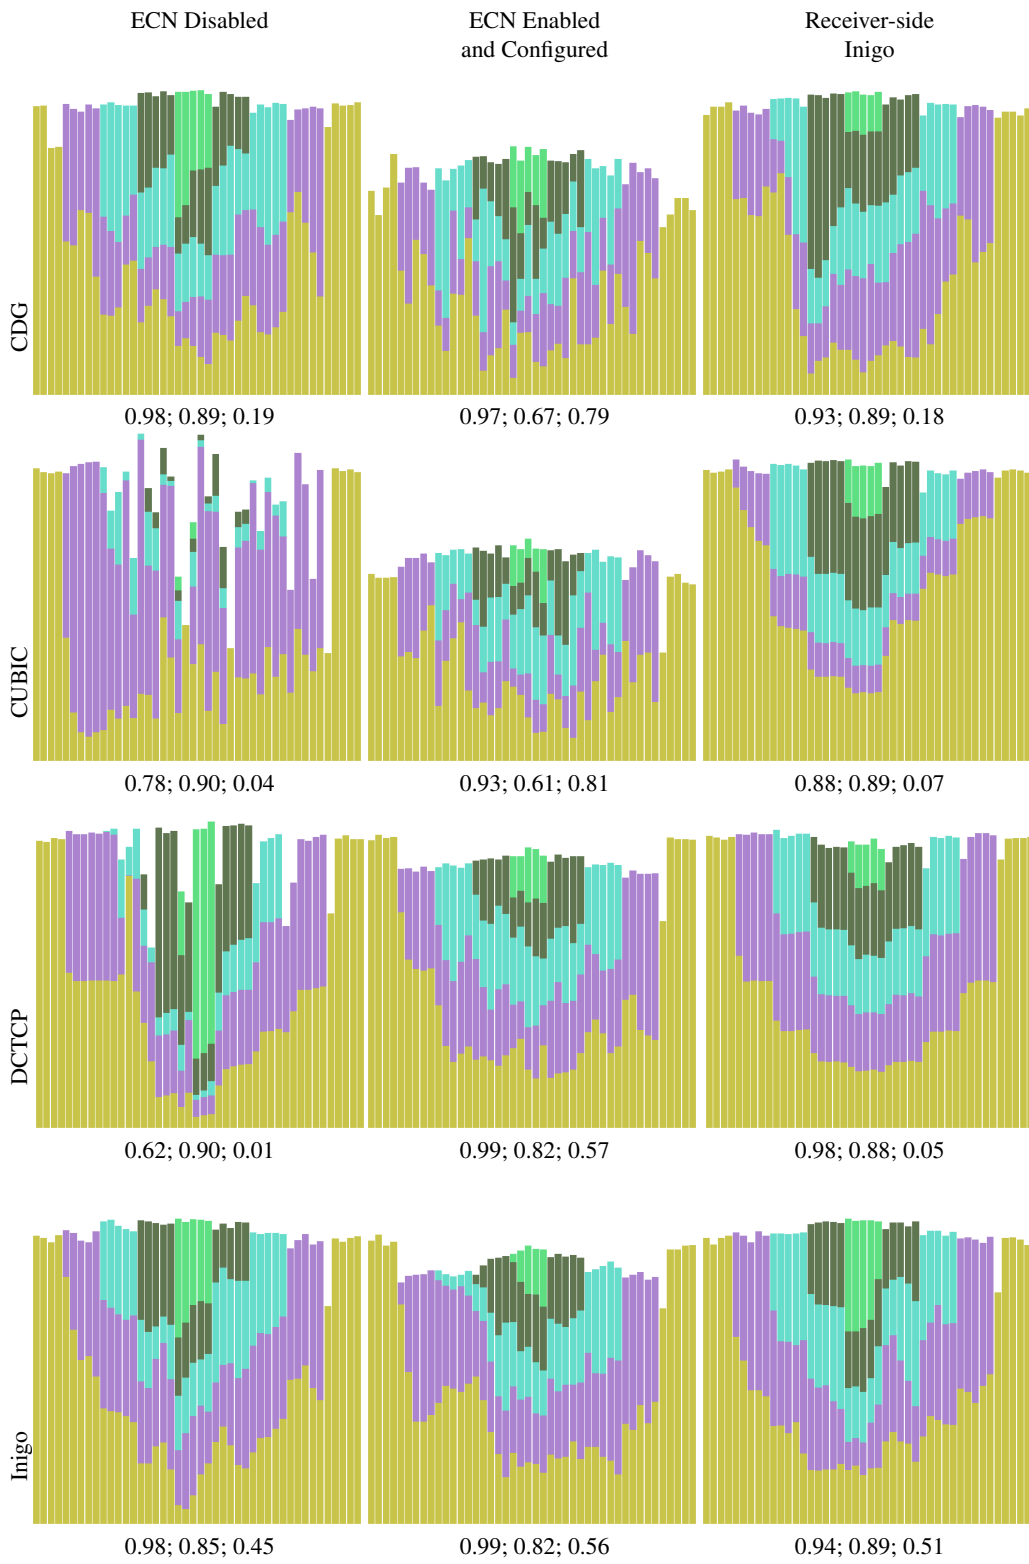 ECN Disabled
ECN Enabled
and Configured
Receiver-side
Inigo
CDG
0.98; 0.89; 0.19
0.97; 0.67; 0.79
0.93; 0.89; 0.18
CUBIC
0.78; 0.90; 0.04
0.93; 0.61; 0.81
0.88; 0.89; 0.07
DCTCP
0.62; 0.90; 0.01
0.99; 0.82; 0.57
0.98; 0.88; 0.05
Inigo
0.98; 0.85; 0.45
0.99; 0.82; 0.56
0.94; 0.89; 0.51